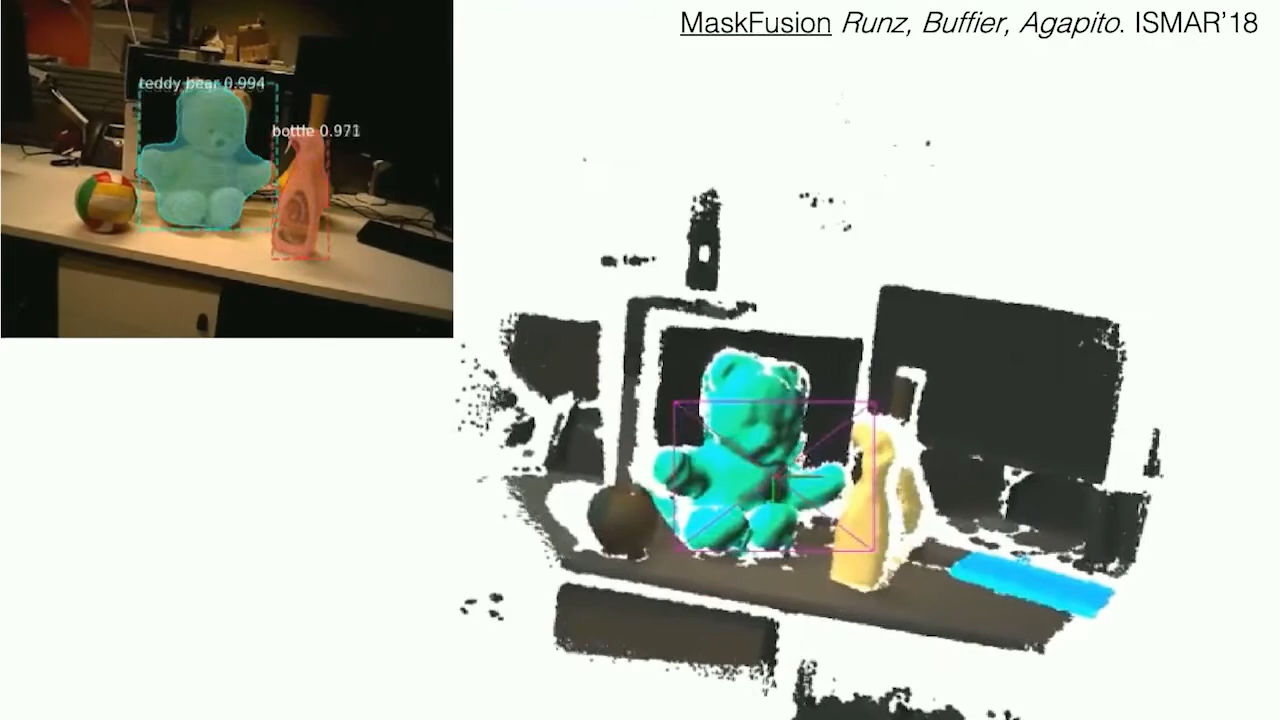 MaskFusion Runz, Buffier, Agapito. ISMAR'18
teddy bear 0.994
bottle 0.971